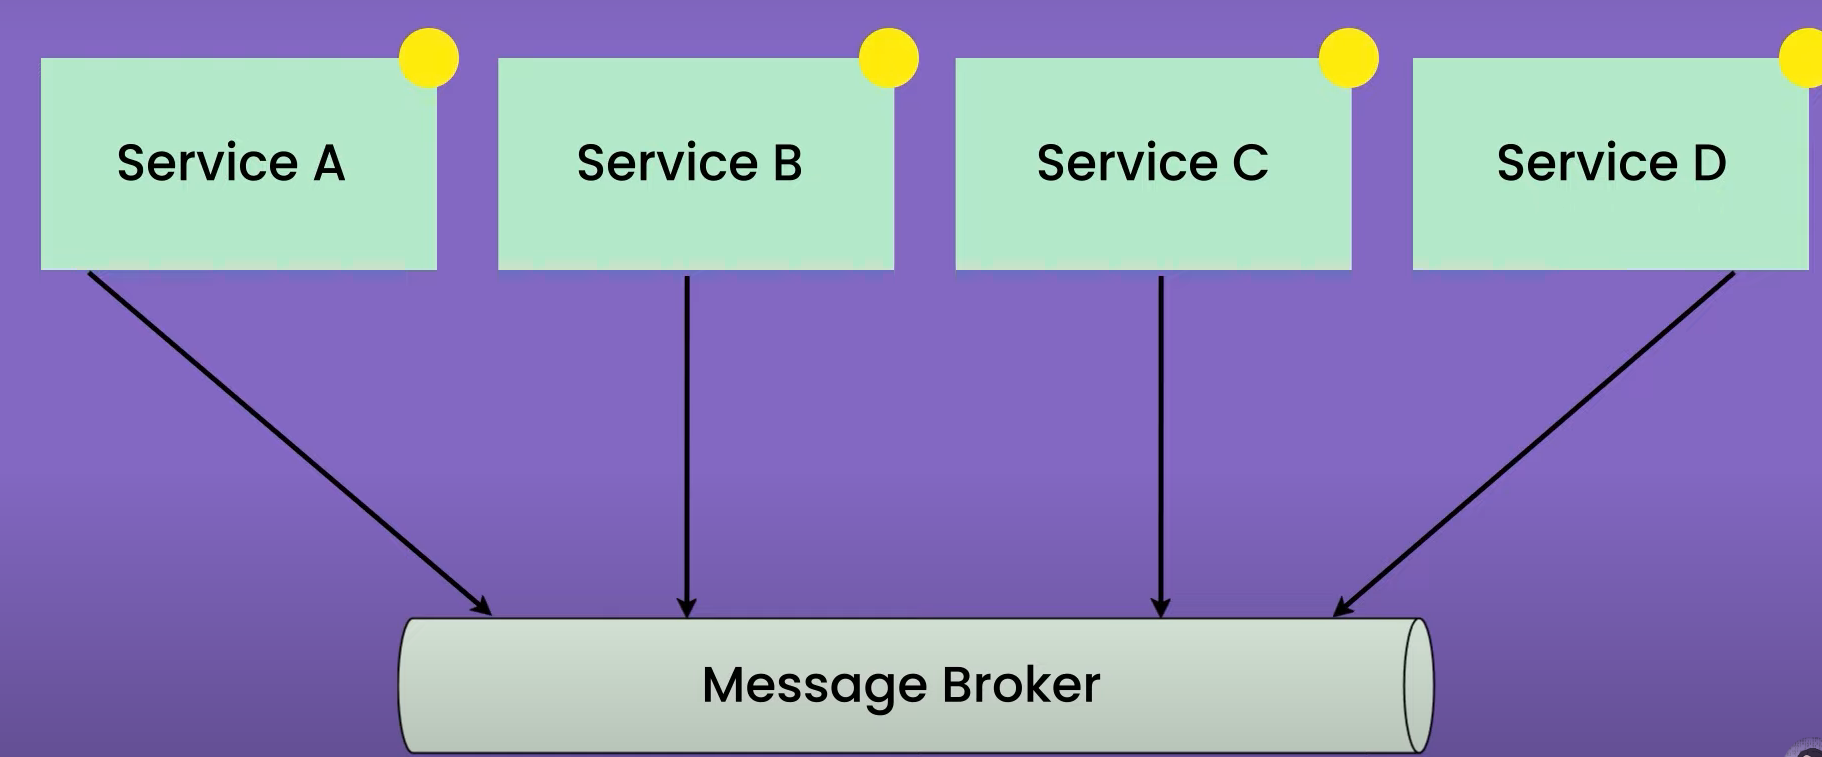 Service A
Service B
Service C
Service D
Message Broker